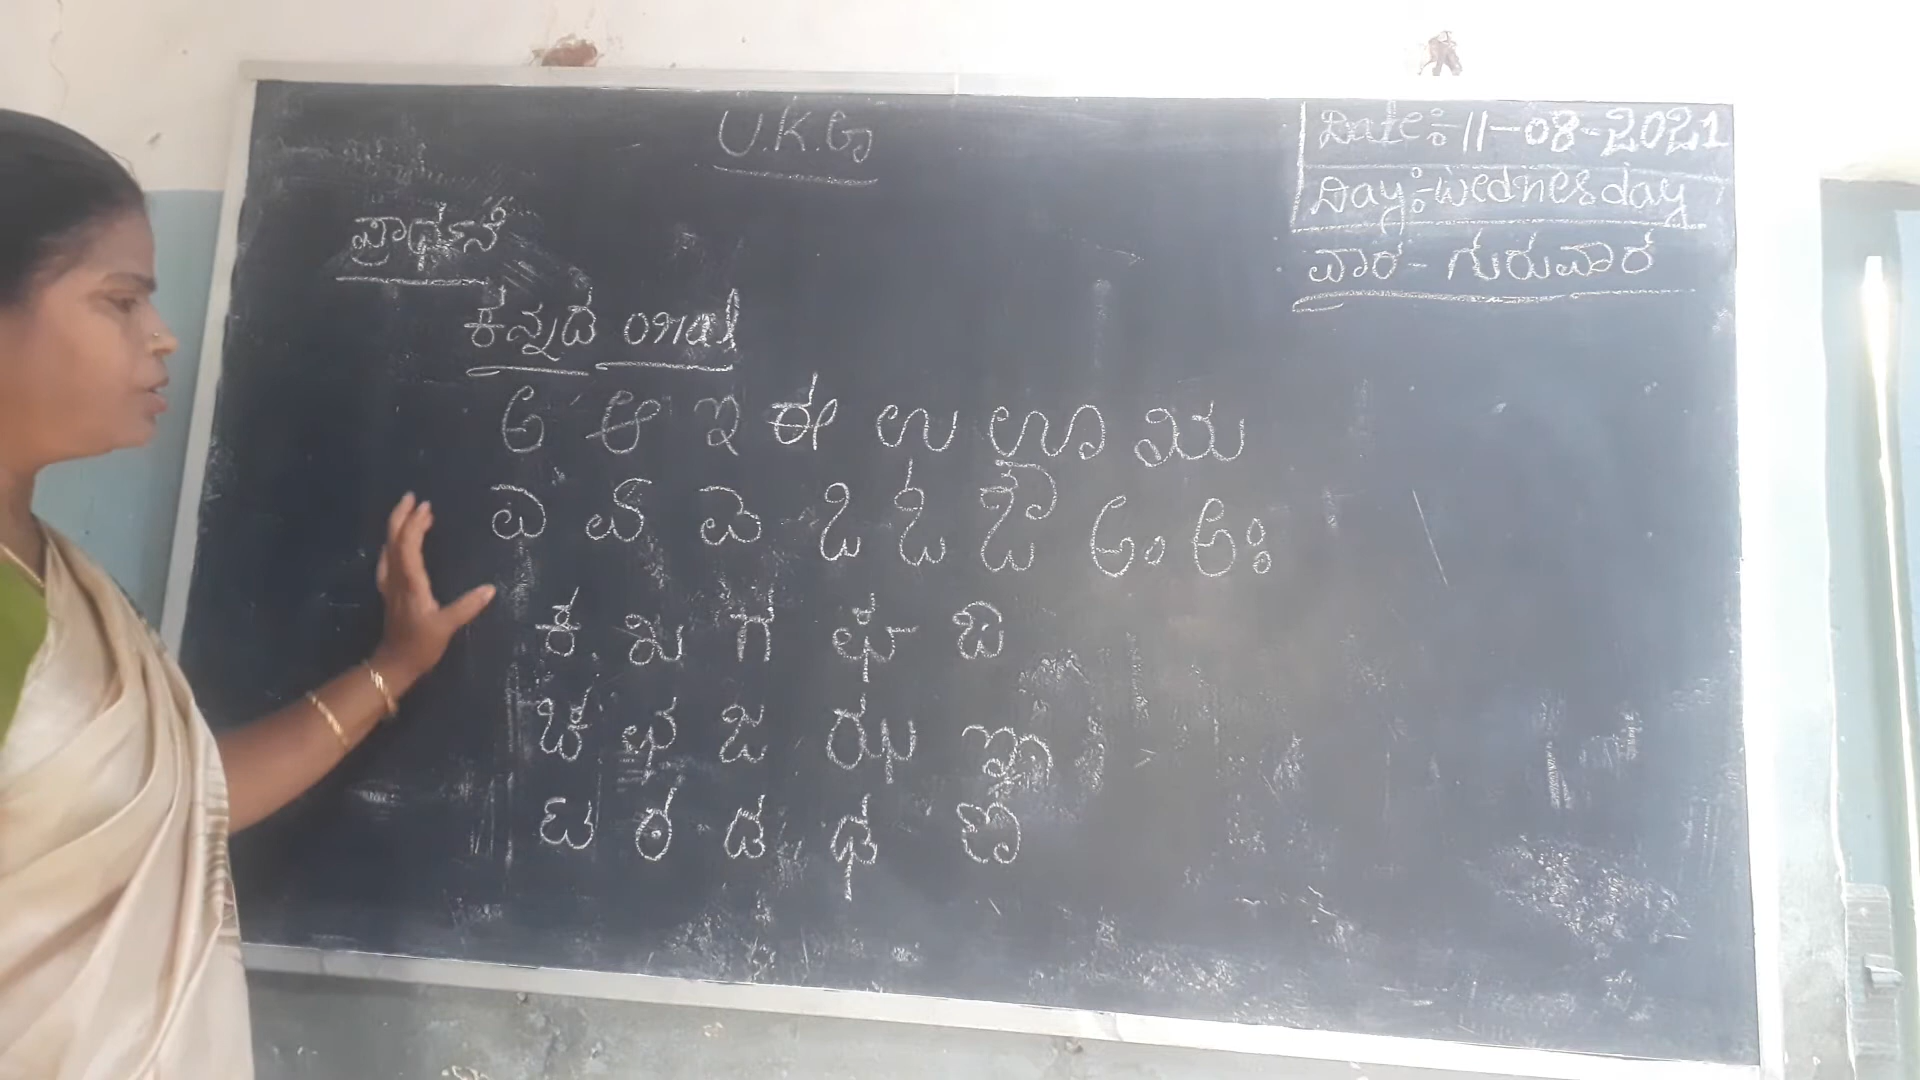 U.K.G
Date:-11-08-2021
Day:-Wednesday
ವಾರ- ಗುರುವಾರ
ಪ್ರಾರ್ಥನೆ
ಕನ್ನಡ oral
ಅ ಆ ಇ ಈ ಉ ಊ ಋ
ಎ ಏ ಐ ಒ ಓ ಔ ಅಂ ಅಃ
ಕ ಖ ಗ ಘ ಙ
ಚ ಛ ಜ ಝ ಞ
ಟ ಠ ಡ ಢ ಣ